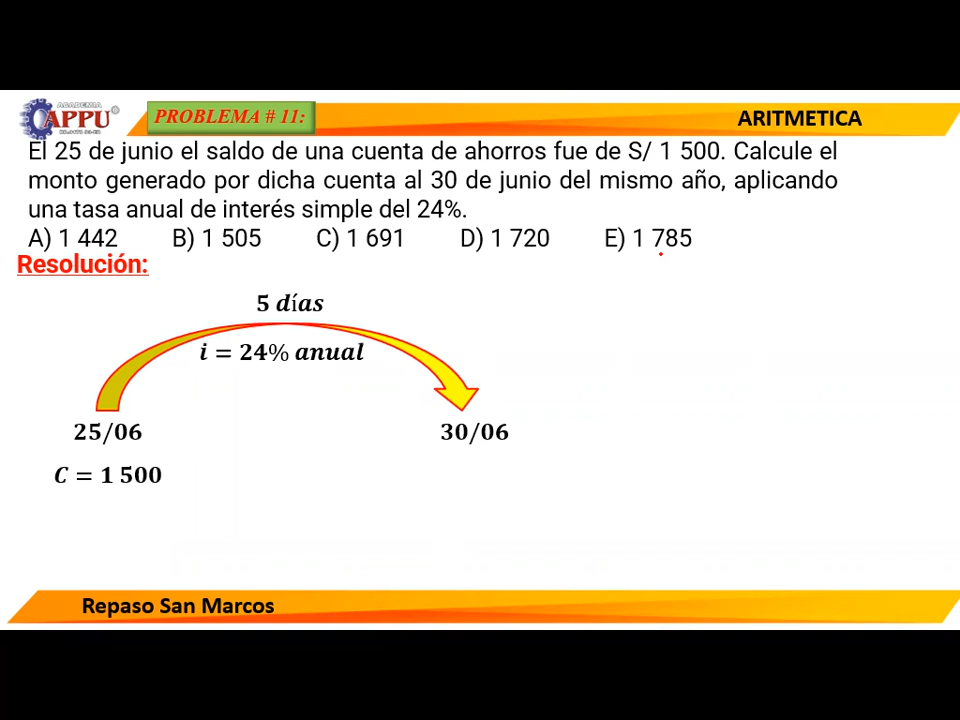 ACADEMIA
APPU
PROBLEMA # 11:
ARITMETICA
El 25 de junio el saldo de una cuenta de ahorros fue de S/ 1 500. Calcule el
monto generado por dicha cuenta al 30 de junio del mismo año, aplicando
una tasa anual de interés simple del 24%.
A) 1 442 B) 1 505 C) 1 691 D) 1 720 E) 1 785
Resolución:
5 días
i = 24% anual
25/06
30/06
C = 1 500
Repaso San Marcos